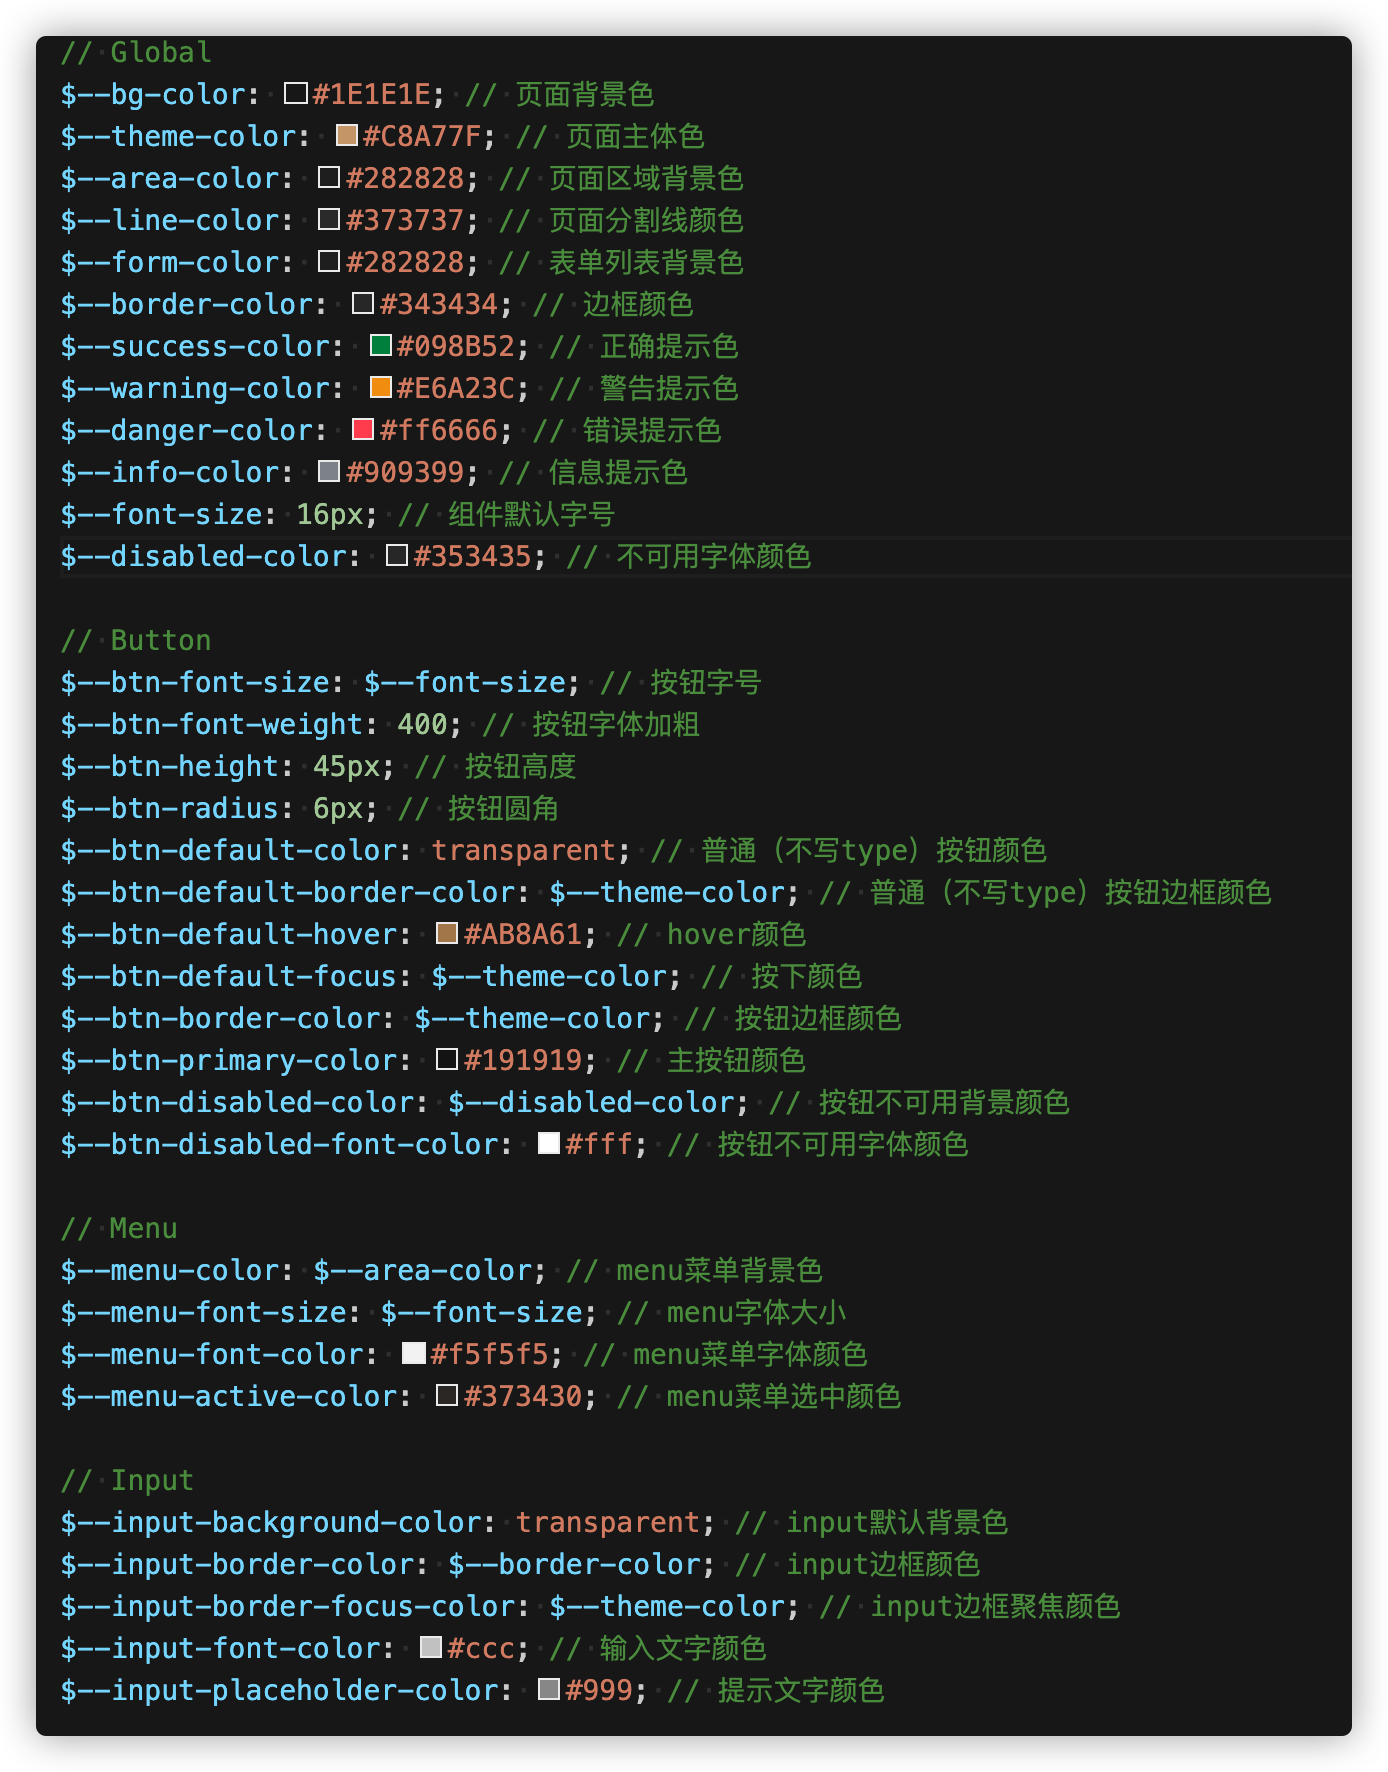 // Global
$--bg-color: #1E1E1E; // 页面背景色
$--theme-color: #C8A77F; // 页面主体色
$--area-color: #282828; // 页面区域背景色
$--line-color: #373737; // 页面分割线颜色
$--form-color: #282828; // 表单列表背景色
$--border-color: #343434; // 边框颜色
$--success-color: #098B52; // 正确提示色
$--warning-color: #E6A23C; // 警告提示色
$--danger-color: #ff6666; // 错误提示色
$--info-color: #909399; // 信息提示色
$--font-size: 16px; // 组件默认字号
$--disabled-color: #353435; // 不可用字体颜色
// Button
$--btn-font-size: $--font-size; // 按钮字号
$--btn-font-weight: 400; // 按钮字体加粗
$--btn-height: 45px; // 按钮高度
$--btn-radius: 6px; // 按钮圆角
$--btn-default-color: transparent; // 普通（不写type）按钮颜色
$--btn-default-border-color: $--theme-color; // 普通（不写type）按钮边框颜色
$--btn-default-hover: #AB8A61; // hover颜色
$--btn-default-focus: $--theme-color; // 按下颜色
$--btn-border-color: $--theme-color; // 按钮边框颜色
$--btn-primary-color: #191919; // 主按钮颜色
$--btn-disabled-color: $--disabled-color; // 按钮不可用背景颜色
$--btn-disabled-font-color: #fff; // 按钮不可用字体颜色
// Menu
$--menu-color: $--area-color; // menu菜单背景色
$--menu-font-size: $--font-size; // menu字体大小
$--menu-font-color: #f5f5f5; // menu菜单字体颜色
$--menu-active-color: #373430; // menu菜单选中颜色
// Input
$--input-background-color: transparent; // input默认背景色
$--input-border-color: $--border-color; // input边框颜色
$--input-border-focus-color: $--theme-color; // input边框聚焦颜色
$--input-font-color: #ccc; // 输入文字颜色
$--input-placeholder-color: #999; // 提示文字颜色